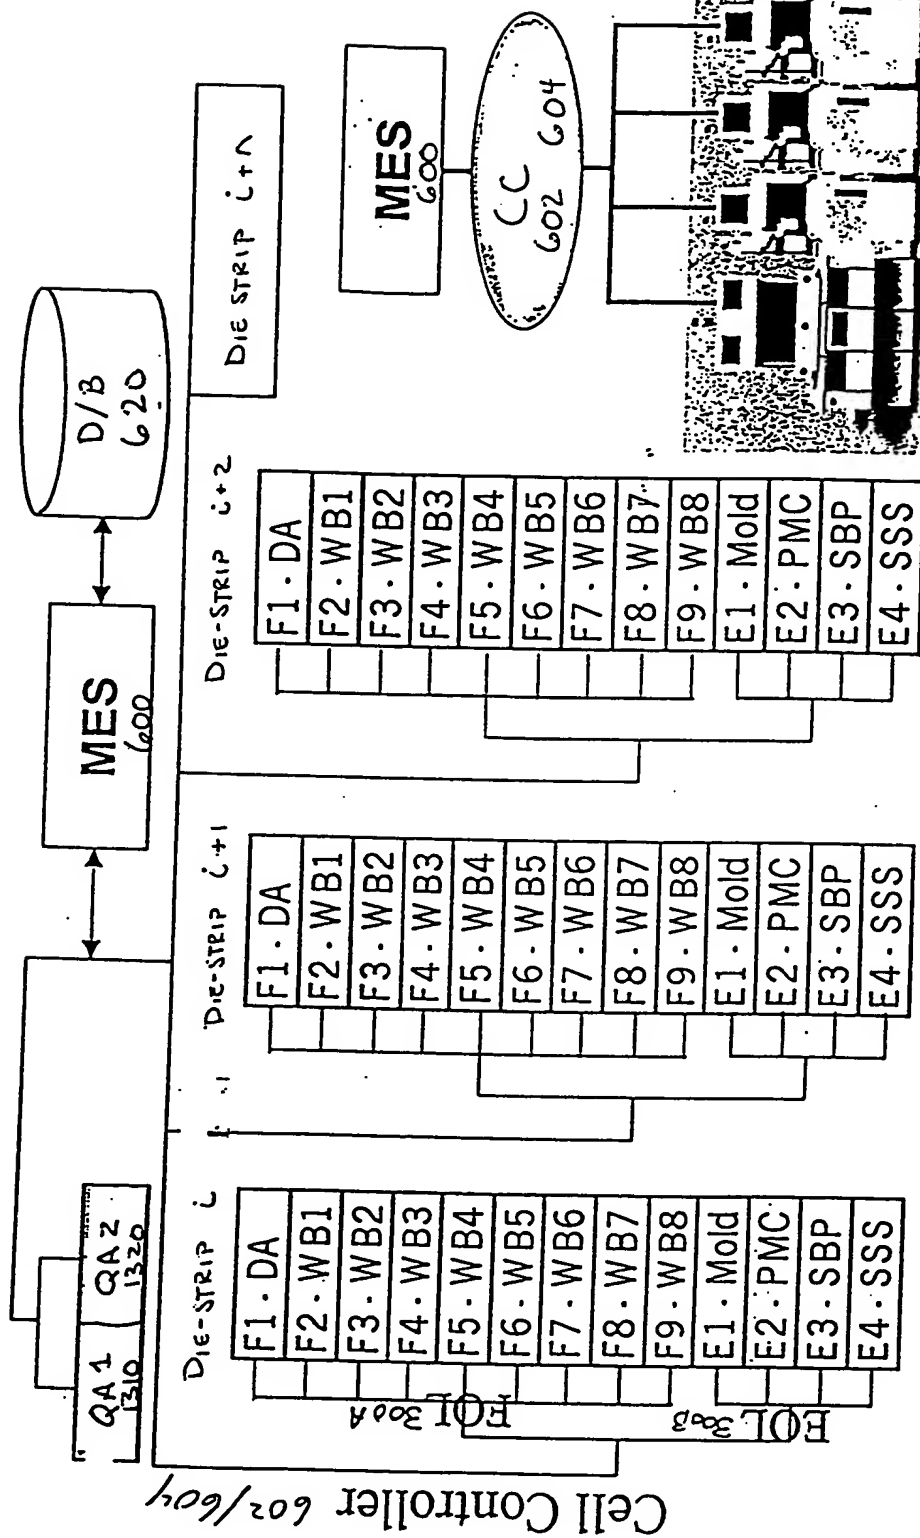 QA1
1310
QA2
1320
MES
600
D/B
620
DIE-STRIP i
F1·DA
F2·WB1
F3·WB2
F4·WB3
F5·WB4
F6·WB5
F7·WB6
F8·WB7
F9·WB8
E1·Mold
E2·PMC
E3·SBP
E4·SSS
FOL 300A
EOL 300B
DIE-STRIP i+1
F1·DA
F2·WB1
F3·WB2
F4·WB3
F5·WB4
F6·WB5
F7·WB6
F8·WB7
F9·WB8
E1·Mold
E2·PMC
E3·SBP
E4·SSS
DIE-STRIP i+2
F1·DA
F2·WB1
F3·WB2
F4·WB3
F5·WB4
F6·WB5
F7·WB6
F8·WB7
F9·WB8
E1·Mold
E2·PMC
E3·SBP
E4·SSS
DIE STRIP i+n
MES
600
CC
602 604
Cell Controller 602/604